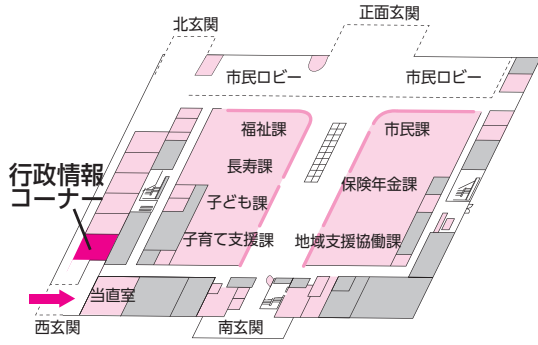 正面玄関
北玄関
市民ロビー
市民ロビー
福祉課
市民課
長寿課
保険年金課
行政情報
コーナー
子ども課
子育て支援課
地域支援協働課
当直室
西玄関
南玄関